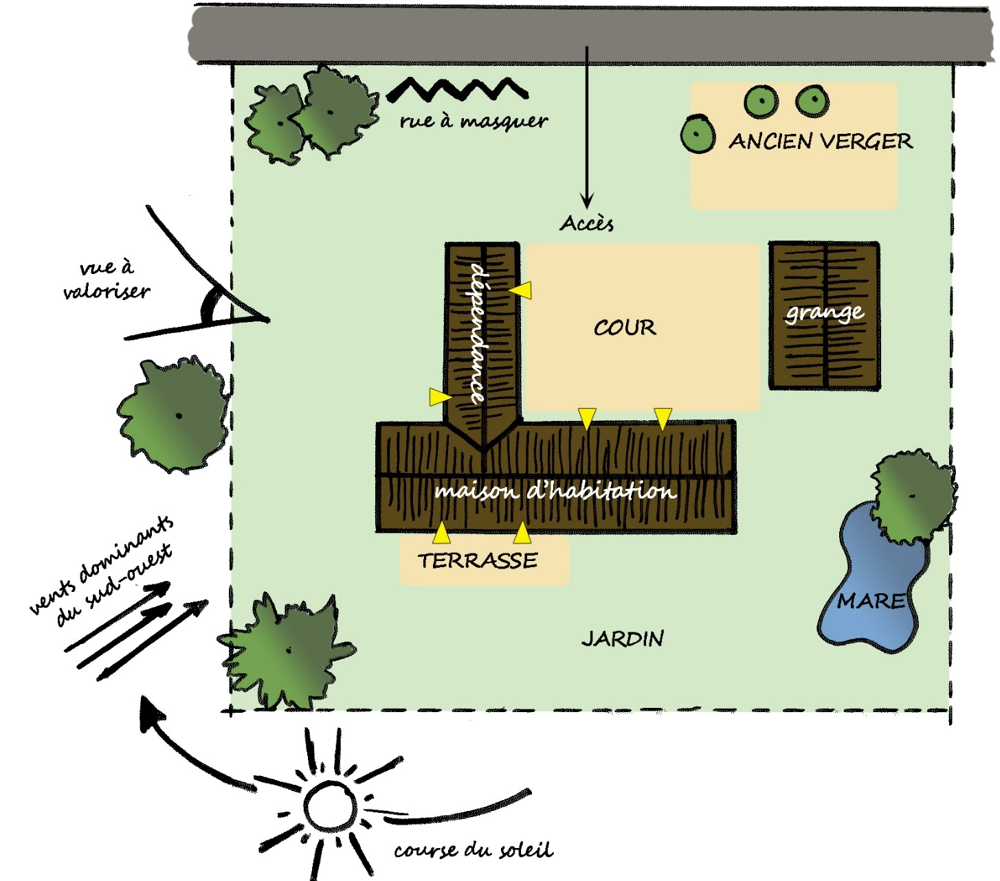 rue à masquer
ANCIEN VERGER
Accès
vue à
valoriser
dépendance
COUR
grange
maison d'habitation
TERRASSE
vents dominants
du sud-ouest
MARE
JARDIN
course du soleil